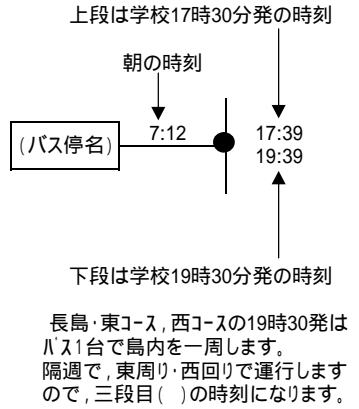 上段は学校17時30分発の時刻
朝の時刻
(バス停名)
7:12
17:39
19:39
下段は学校19時30分発の時刻
長島･東ｺｰｽ,西ｺｰｽの19時30発は
ﾊﾞｽ1台で島内を一周します。
隔週で,東周り･西回りで運行します
ので,三段目(　)の時刻になります。